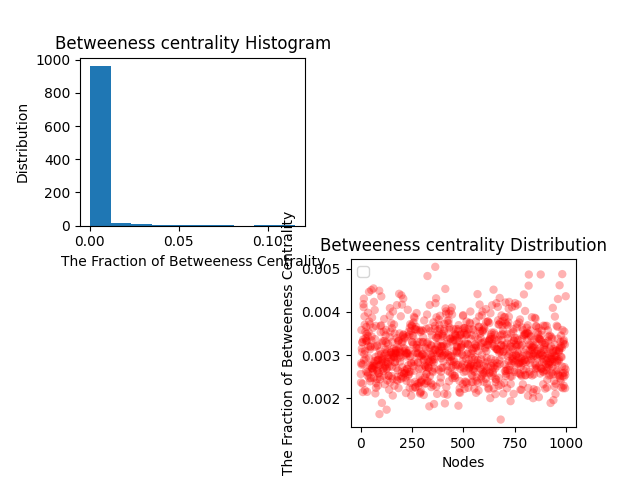 Betweeness centrality Histogram
1000
800
600
400
200
0
Distribution
0.00 0.05 0.10
The Fraction of Betweeness Centrality
Betweeness centrality Distribution
0.005
0.004
0.003
0.002
The Fraction of Betweeness Centrality
0 250 500 750 1000
Nodes